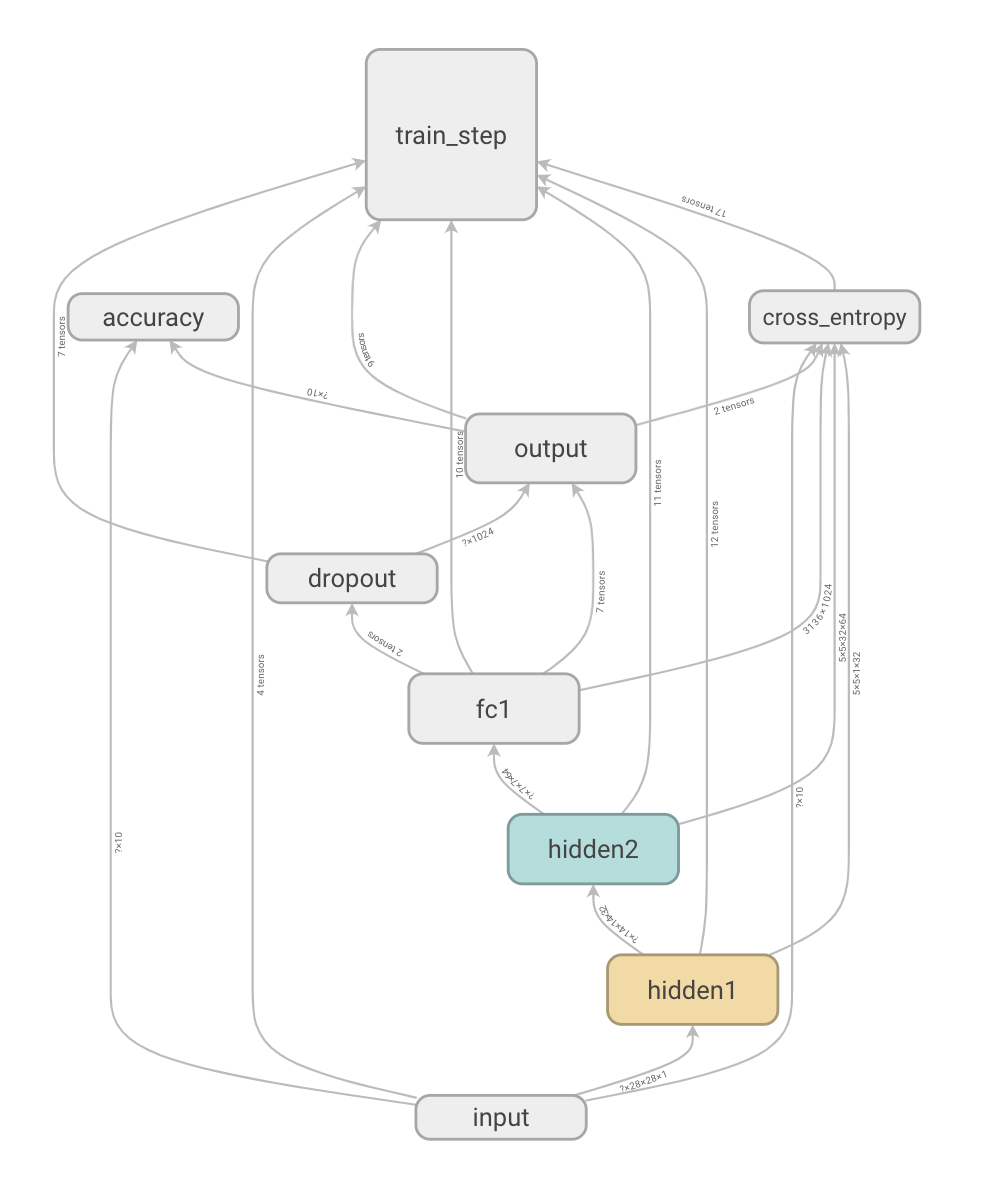 train_step
17 tensors
accuracy
cross_entropy
7 tensors
9 tensors
?×10
2 tensors
output
10 tensors
11 tensors
12 tensors
?×1024
dropout
7 tensors
3136×1024
5×5×32×64
5×5×1×32
2 tensors
4 tensors
fc1
?×7×7×64
?×10
?×10
hidden2
?×14×14×32
hidden1
?×28×28×1
input